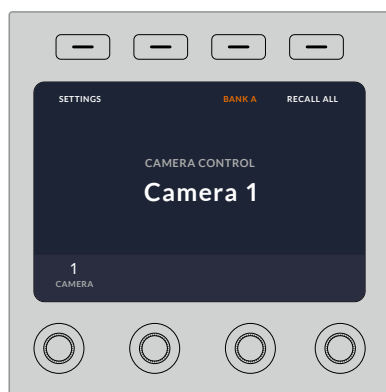 SETTINGS BANK A RECALL ALL
CAMERA CONTROL
Camera 1
1
CAMERA